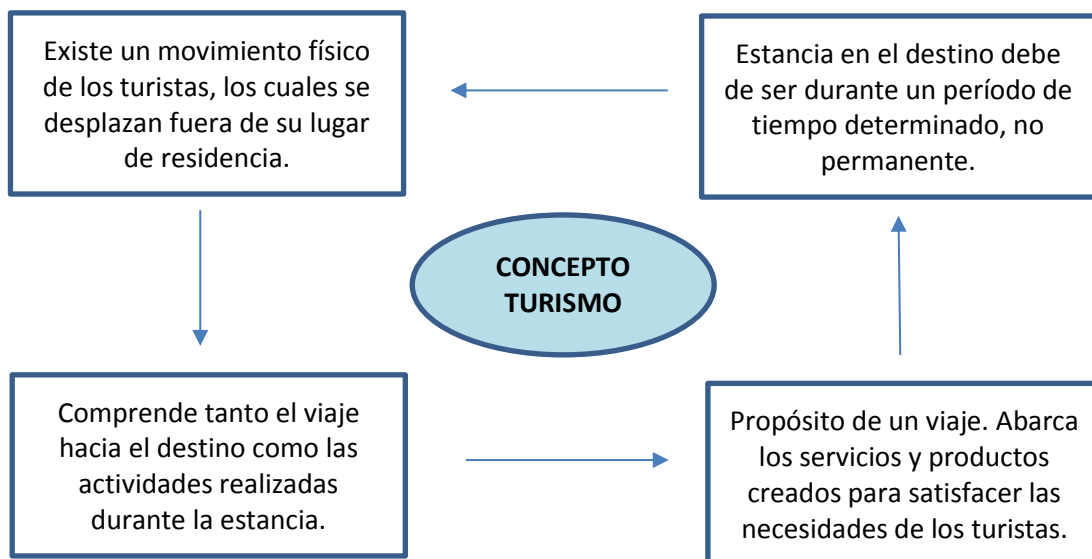 Existe un movimiento físico
de los turistas, los cuales se
desplazan fuera de su lugar
de residencia.
Estancia en el destino debe
de ser durante un período de
tiempo determinado, no
permanente.
CONCEPTO
TURISMO
Comprende tanto el viaje
hacia el destino como las
actividades realizadas
durante la estancia.
Propósito de un viaje. Abarca
los servicios y productos
creados para satisfacer las
necesidades de los turistas.